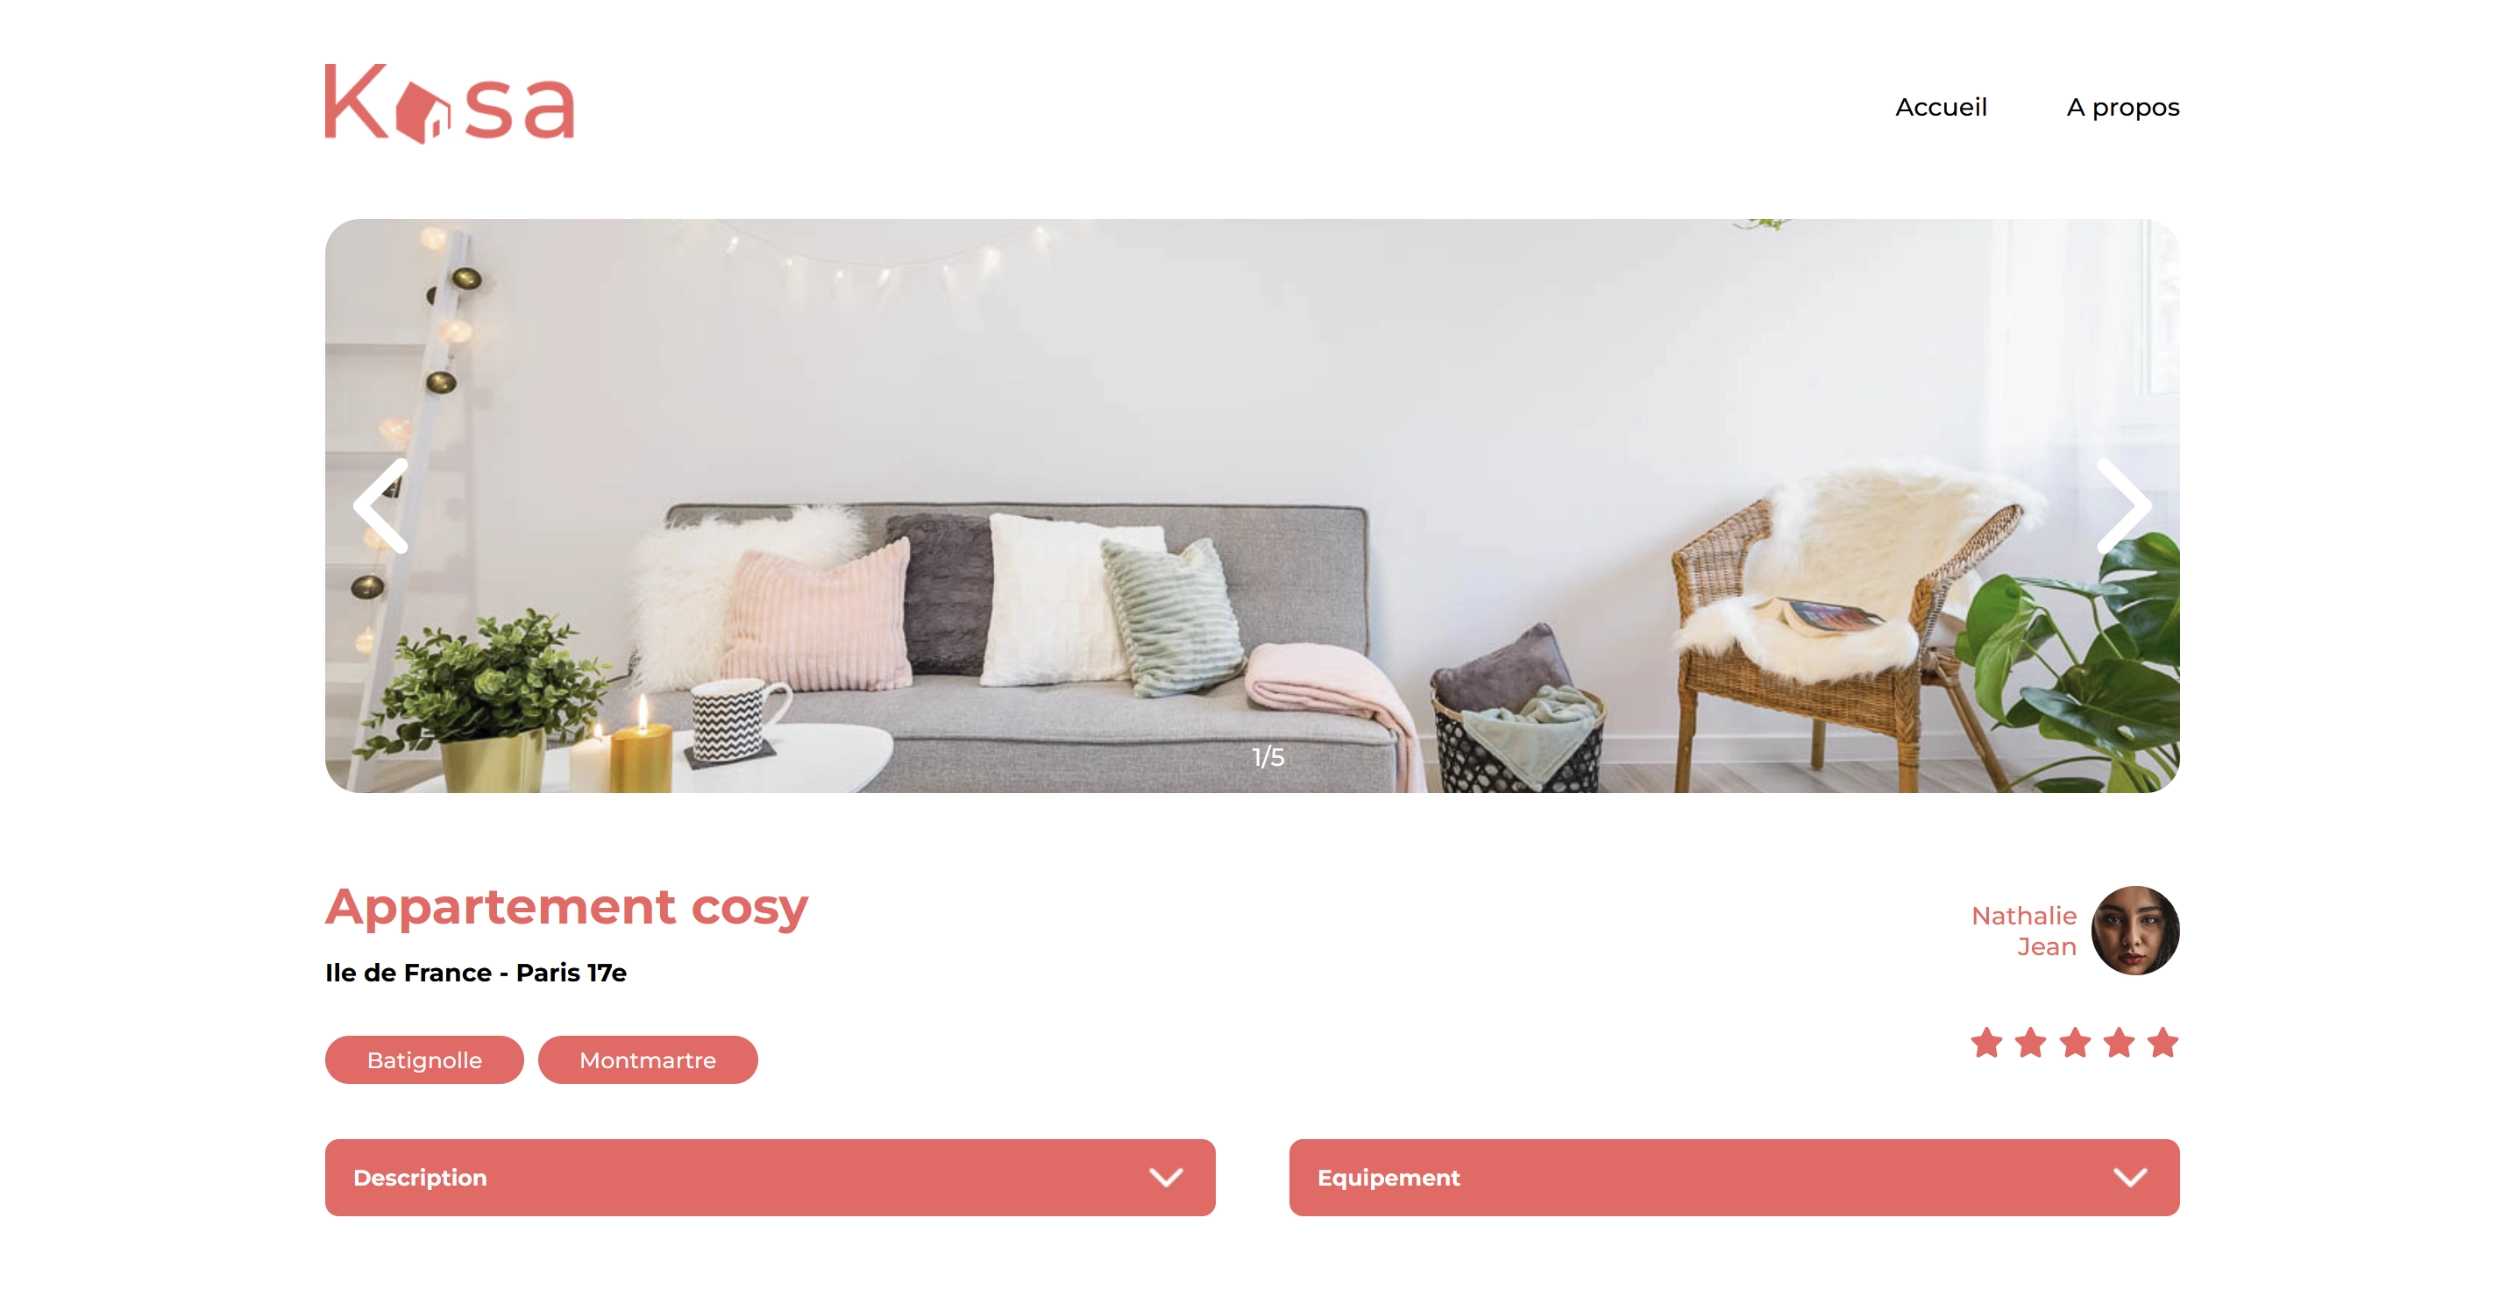 Kasa
Accueil
A propos
1/5
Appartement cosy
Nathalie
Jean
Ile de France - Paris 17e
Batignolle
Montmartre
Description
Equipement